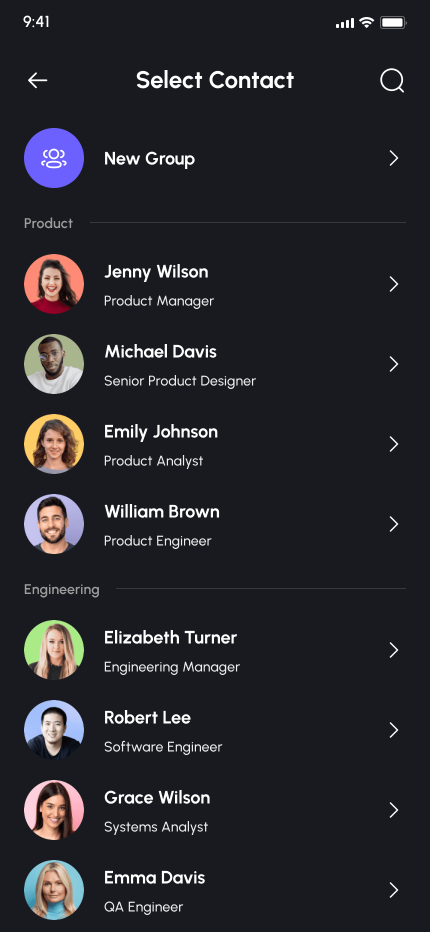 9:41
Select Contact
New Group
Product
Jenny Wilson
Product Manager
Michael Davis
Senior Product Designer
Emily Johnson
Product Analyst
William Brown
Product Engineer
Engineering
Elizabeth Turner
Engineering Manager
Robert Lee
Software Engineer
Grace Wilson
Systems Analyst
Emma Davis
QA Engineer